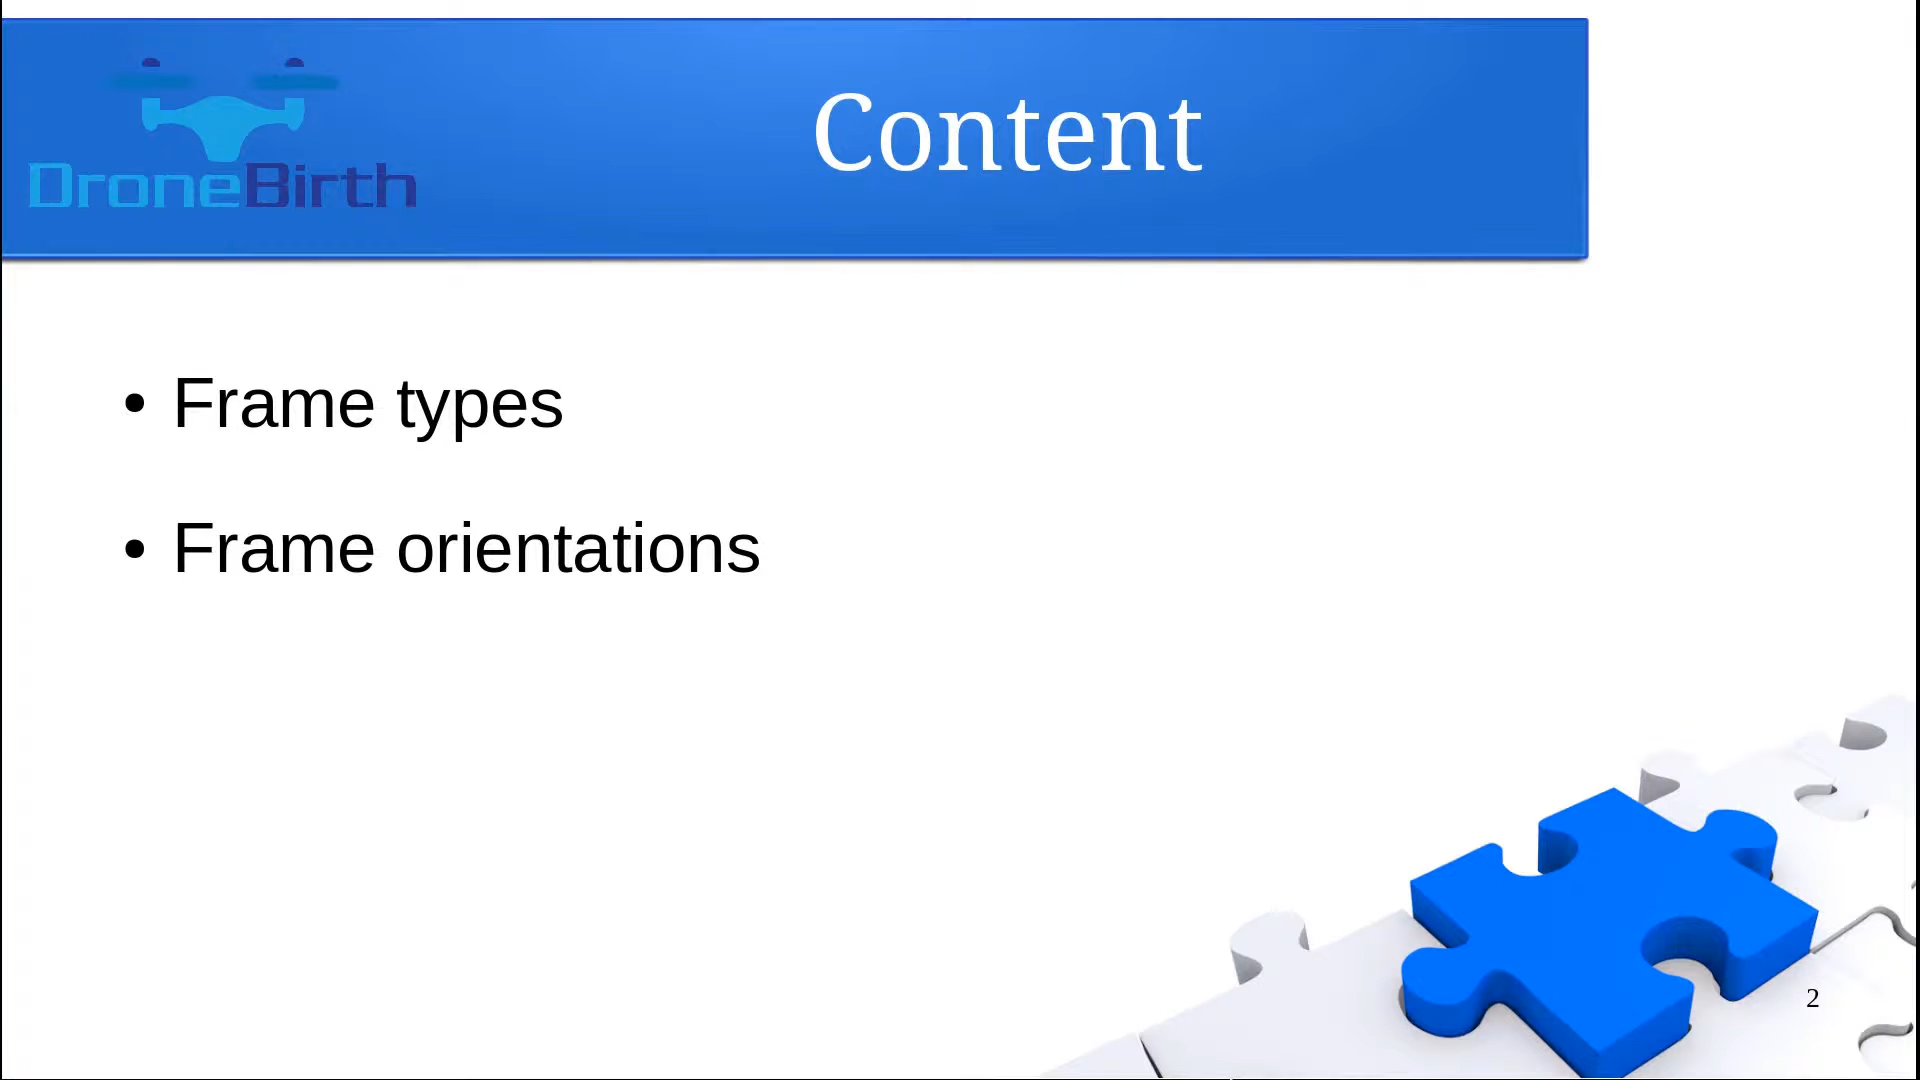 DroneBirth
Content
• Frame types
• Frame orientations
2